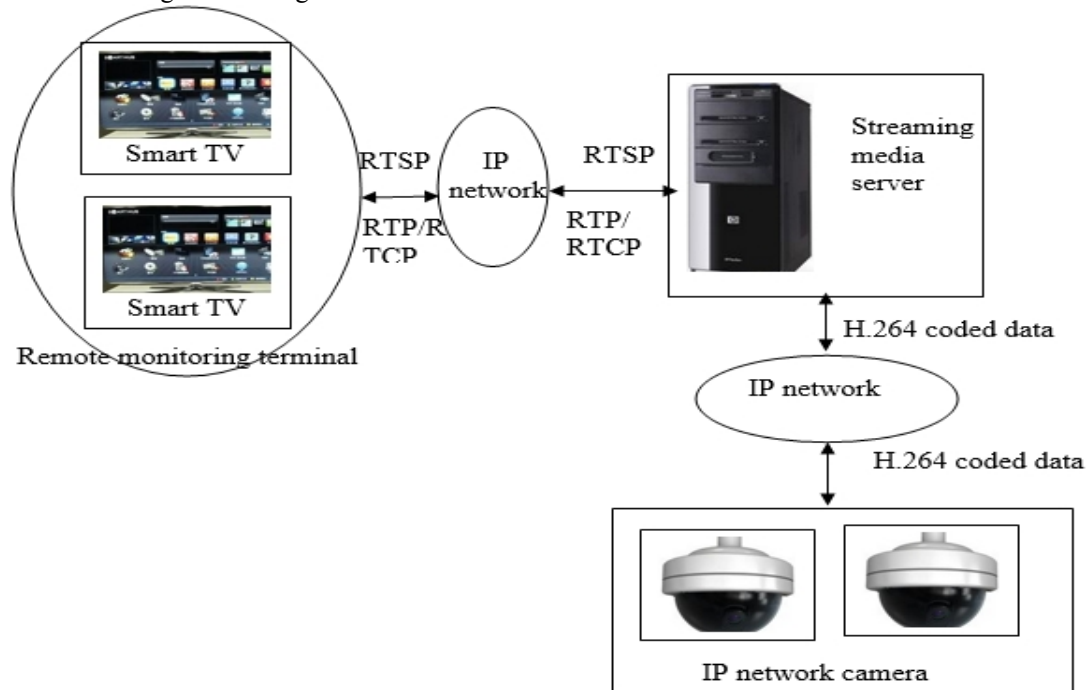 Smart TV
Smart TV
Remote monitoring terminal
RTSP
RTP/R
TCP
IP
network
RTSP
RTP/
RTCP
Streaming
media
server
H.264 coded data
IP network
H.264 coded data
IP network camera